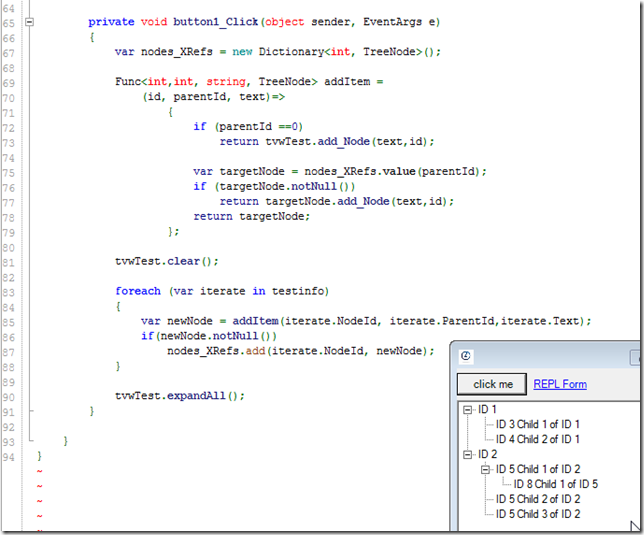 64
65 private void button1_Click(object sender, EventArgs e)
66 {
67 var nodes_XRefs = new Dictionary<int, TreeNode>();
68
69 Func<int,int, string, TreeNode> addItem =
70 (id, parentId, text)=>
71 {
72 if (parentId ==0)
73 return tvwTest.add_Node(text,id);
74
75 var targetNode = nodes_XRefs.value(parentId);
76 if (targetNode.notNull())
77 return targetNode.add_Node(text,id);
78 return targetNode;
79 };
80
81 tvwTest.clear();
82
83 foreach (var iterate in testinfo)
84 {
85 var newNode = addItem(iterate.NodeId, iterate.ParentId,iterate.Text);
86 if(newNode.notNull())
87 nodes_XRefs.add(iterate.NodeId, newNode);
88 }
89
90 tvwTest.expandAll();
91 }
92
93 }
94 }
~
~
~
~
click me REPL Form
ID 1
ID 3 Child 1 of ID 1
ID 4 Child 2 of ID 1
ID 2
ID 5 Child 1 of ID 2
ID 8 Child 1 of ID 5
ID 5 Child 2 of ID 2
ID 5 Child 3 of ID 2